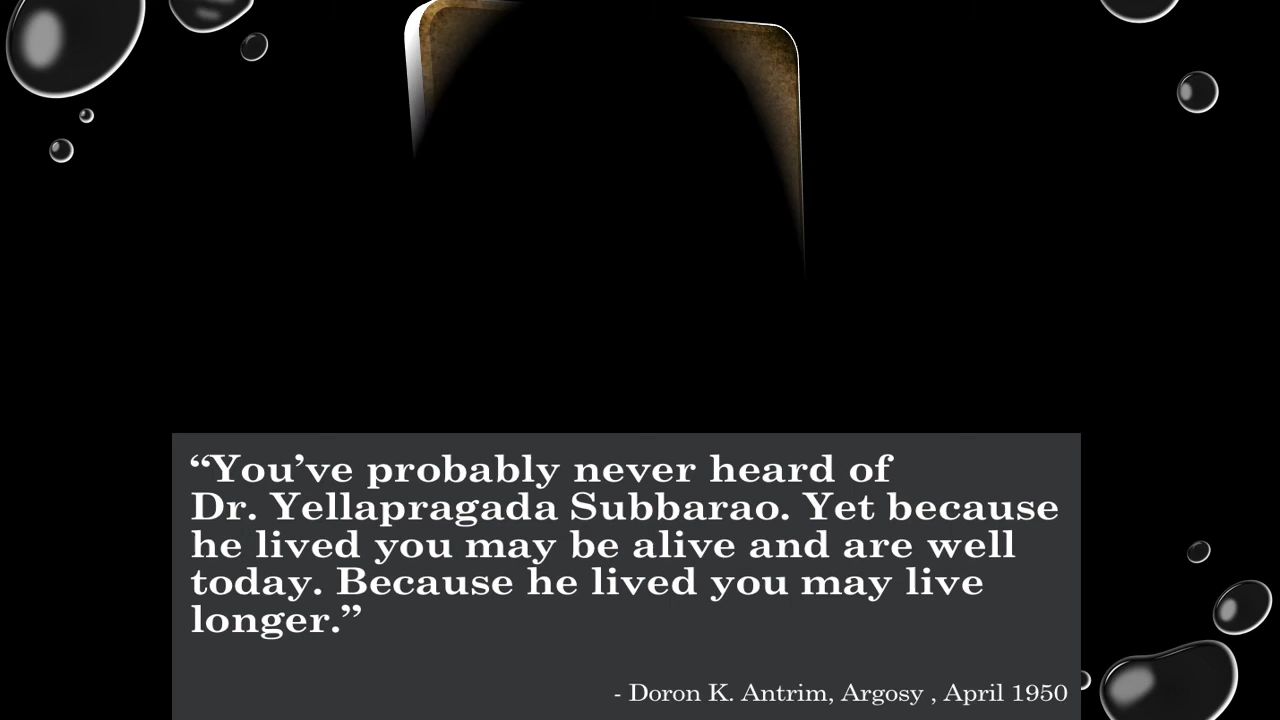 “You’ve probably never heard of
Dr. Yellapragada Subbarao. Yet because
he lived you may be alive and are well
today. Because he lived you may live
longer.”
- Doron K. Antrim, Argosy , April 1950